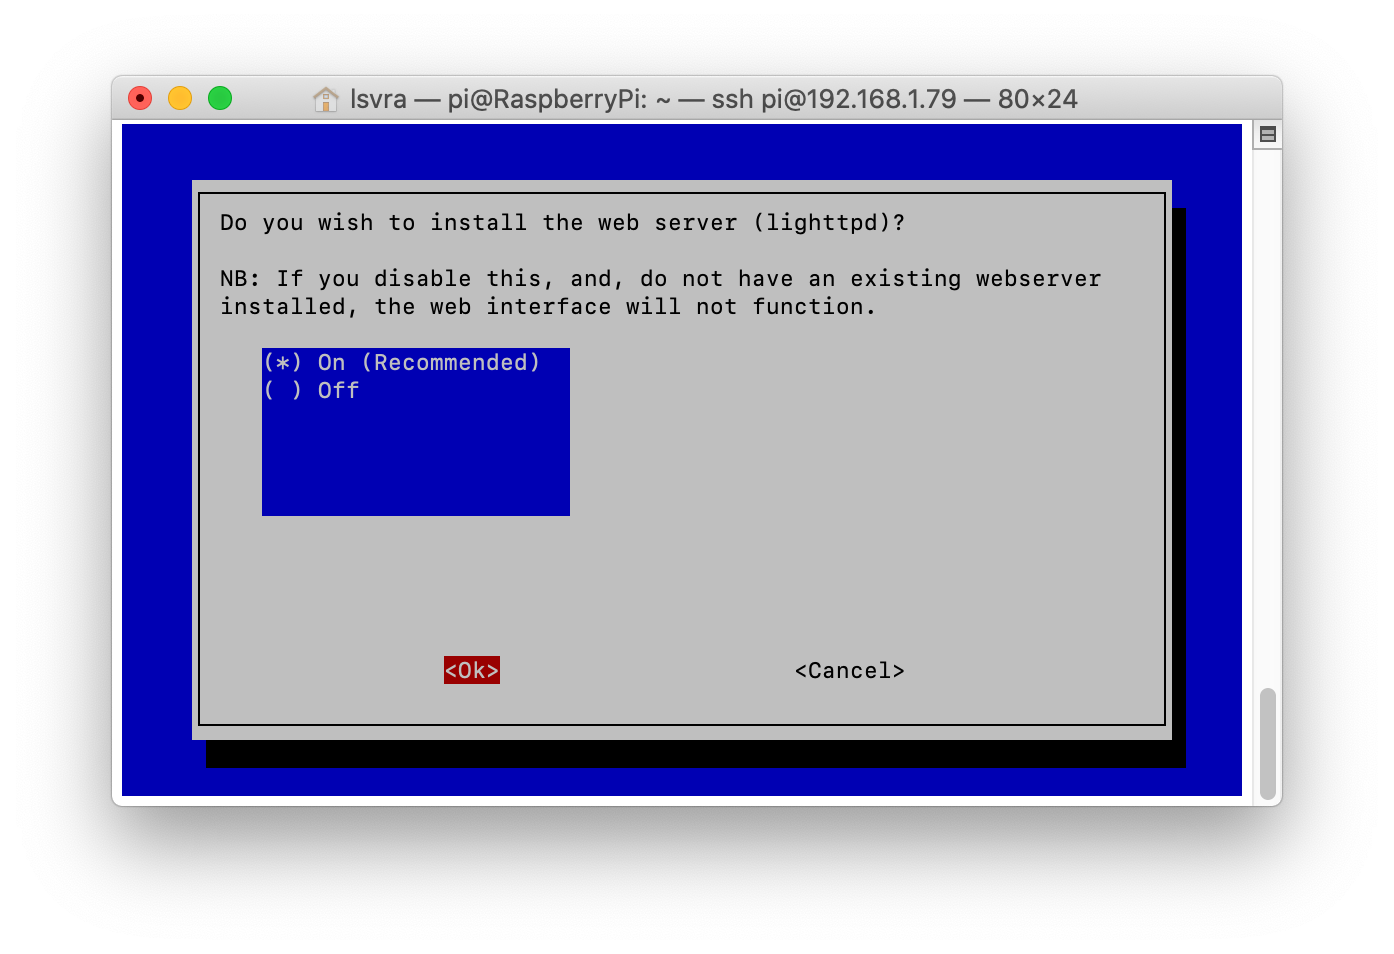 lsvra — pi@RaspberryPi: ~ — ssh pi@192.168.1.79 — 80×24
Do you wish to install the web server (lighttpd)?
NB: If you disable this, and, do not have an existing webserver
installed, the web interface will not function.
(*) On (Recommended)
( ) Off
<Ok> <Cancel>